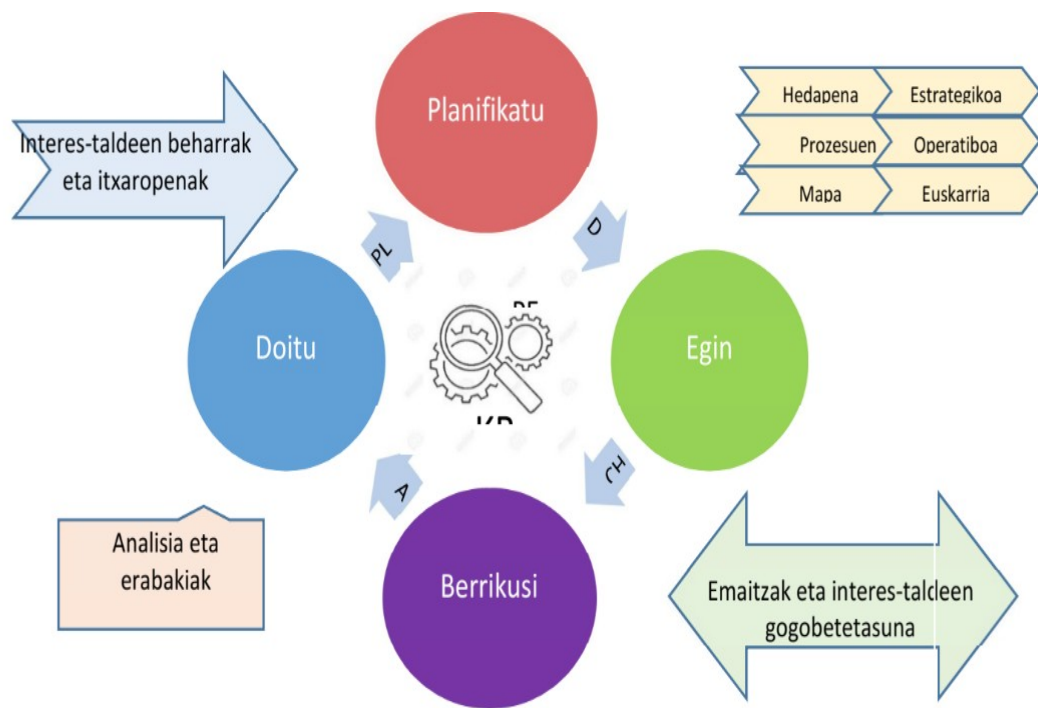 Planifikatu
Interes-taldeen beharrak
eta itxaropenak
Hedapena Estrategikoa
Prozesuen Operatiboa
Mapa Euskarria
PL
D
Doitu
Egin
A
CH
Berrikusi
Analisia eta
erabakiak
Emaitzak eta interes-taldeen
gogobetetasuna